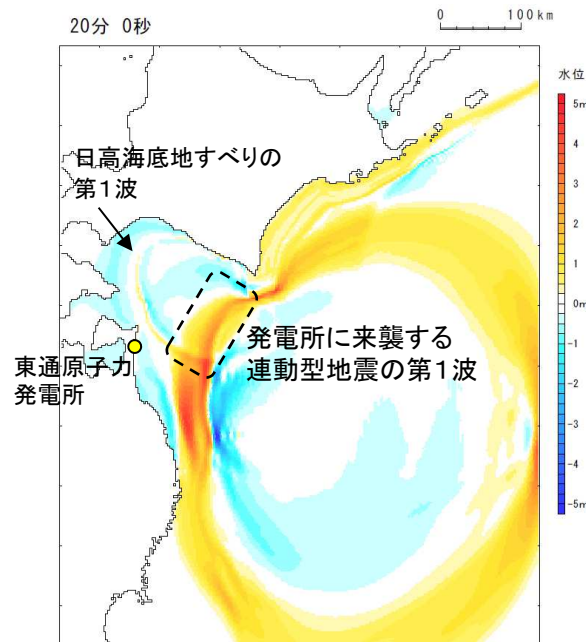 20分 0秒
0 100km
水位
日高海底地すべりの
第1波
発電所に来襲する
連動型地震の第1波
東通原子力
発電所
5m
4
3
2
1
0m
-1
-2
-3
-4
-5m